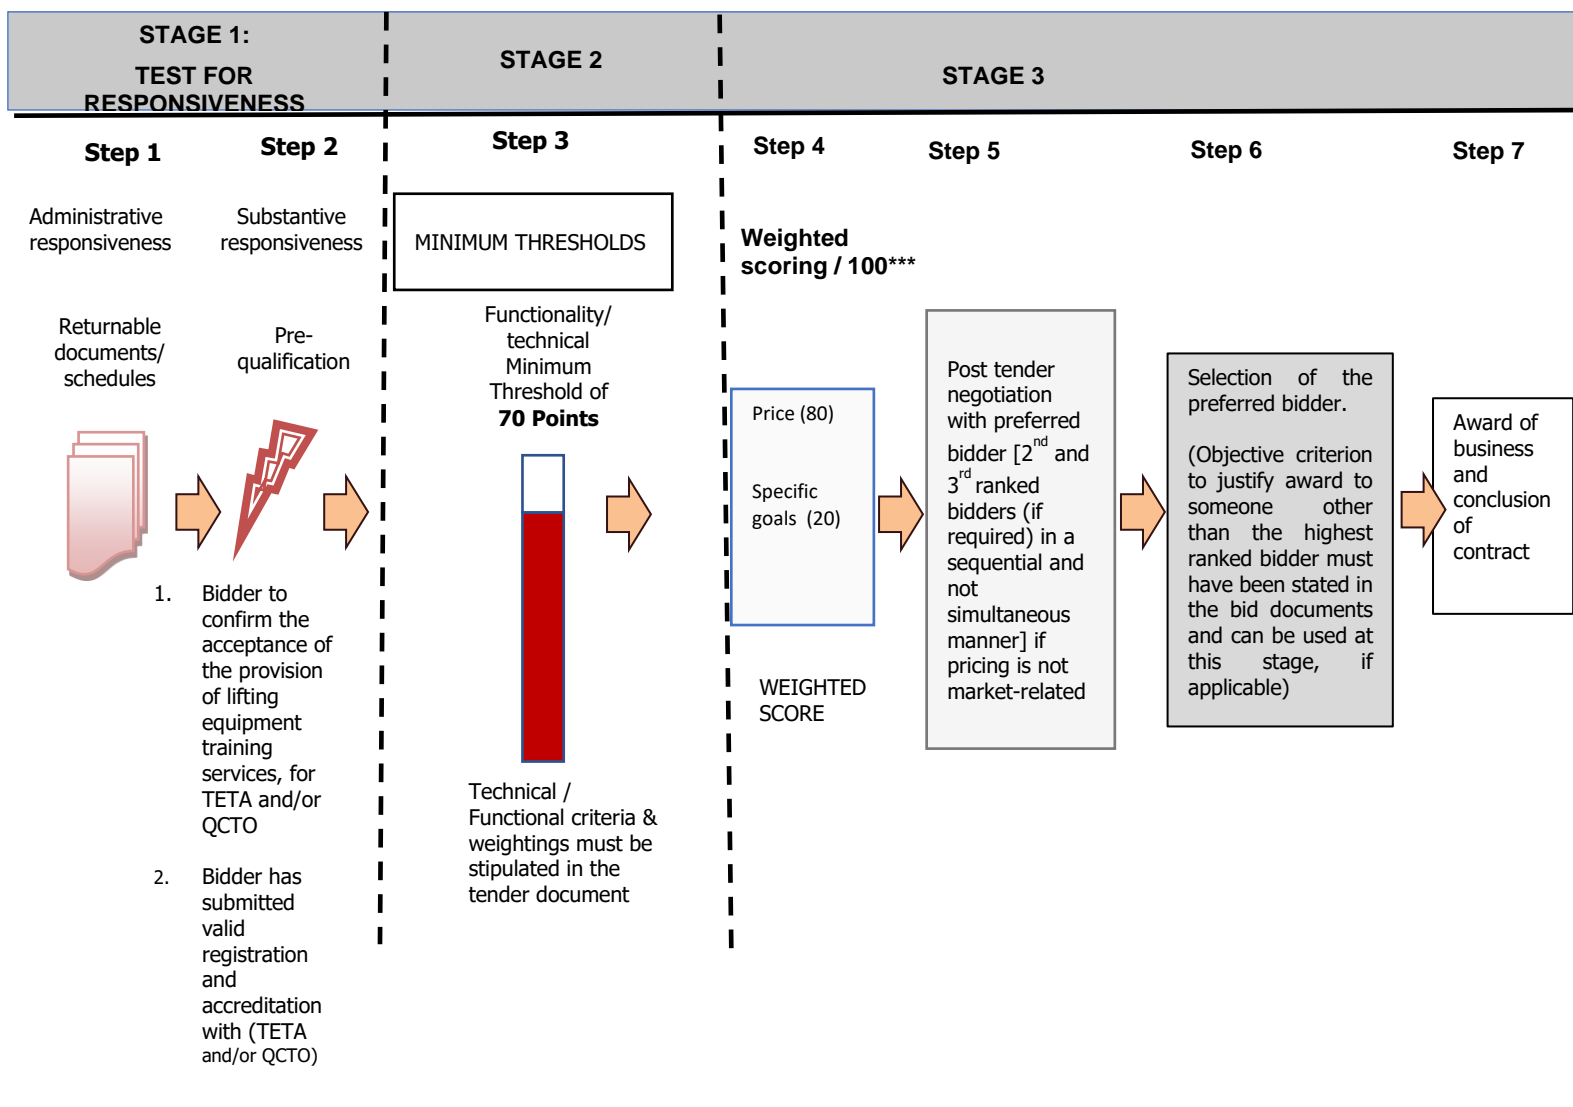 STAGE 1:
TEST FOR
RESPONSIVENESS
STAGE 2
STAGE 3
Step 1
Step 2
Step 3
Step 4
Step 5
Step 6
Step 7
Administrative
responsiveness
Substantive
responsiveness
MINIMUM THRESHOLDS
Weighted
scoring / 100***
Returnable
documents/
schedules
Pre-
qualification
Functionality/
technical
Minimum
Threshold of
70 Points
Price (80)
Specific
goals (20)
WEIGHTED
SCORE
Post tender
negotiation
with preferred
bidder [2nd and
3rd ranked
bidders (if
required) in a
sequential and
not
simultaneous
manner] if
pricing is not
market-related
Selection of the
preferred bidder.
(Objective criterion
to justify award to
someone other
than the highest
ranked bidder must
have been stated in
the bid documents
and can be used at
this stage, if
applicable)
Award of
business
and
conclusion
of
contract
1. Bidder to
confirm the
acceptance of
the provision
of lifting
equipment
training
services, for
TETA and/or
QCTO
2. Bidder has
submitted
valid
registration
and
accreditation
with (TETA
and/or QCTO)
Technical /
Functional criteria &
weightings must be
stipulated in the
tender document